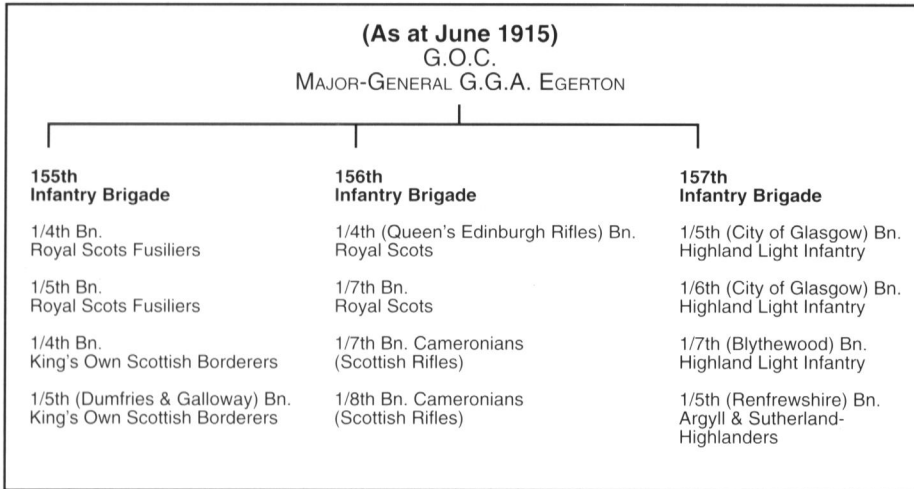 (As at June 1915)
G.O.C.
MAJOR-GENERAL G.G.A. EGERTON
155th
Infantry Brigade
1/4th Bn.
Royal Scots Fusiliers
1/5th Bn.
Royal Scots Fusiliers
1/4th Bn.
King's Own Scottish Borderers
1/5th (Dumfries & Galloway) Bn.
King's Own Scottish Borderers
156th
Infantry Brigade
1/4th (Queen's Edinburgh Rifles) Bn.
Royal Scots
1/7th Bn.
Royal Scots
1/7th Bn. Cameronians
(Scottish Rifles)
1/8th Bn. Cameronians
(Scottish Rifles)
157th
Infantry Brigade
1/5th (City of Glasgow) Bn.
Highland Light Infantry
1/6th (City of Glasgow) Bn.
Highland Light Infantry
1/7th (Blythewood) Bn.
Highland Light Infantry
1/5th (Renfrewshire) Bn.
Argyll & Sutherland-
Highlanders